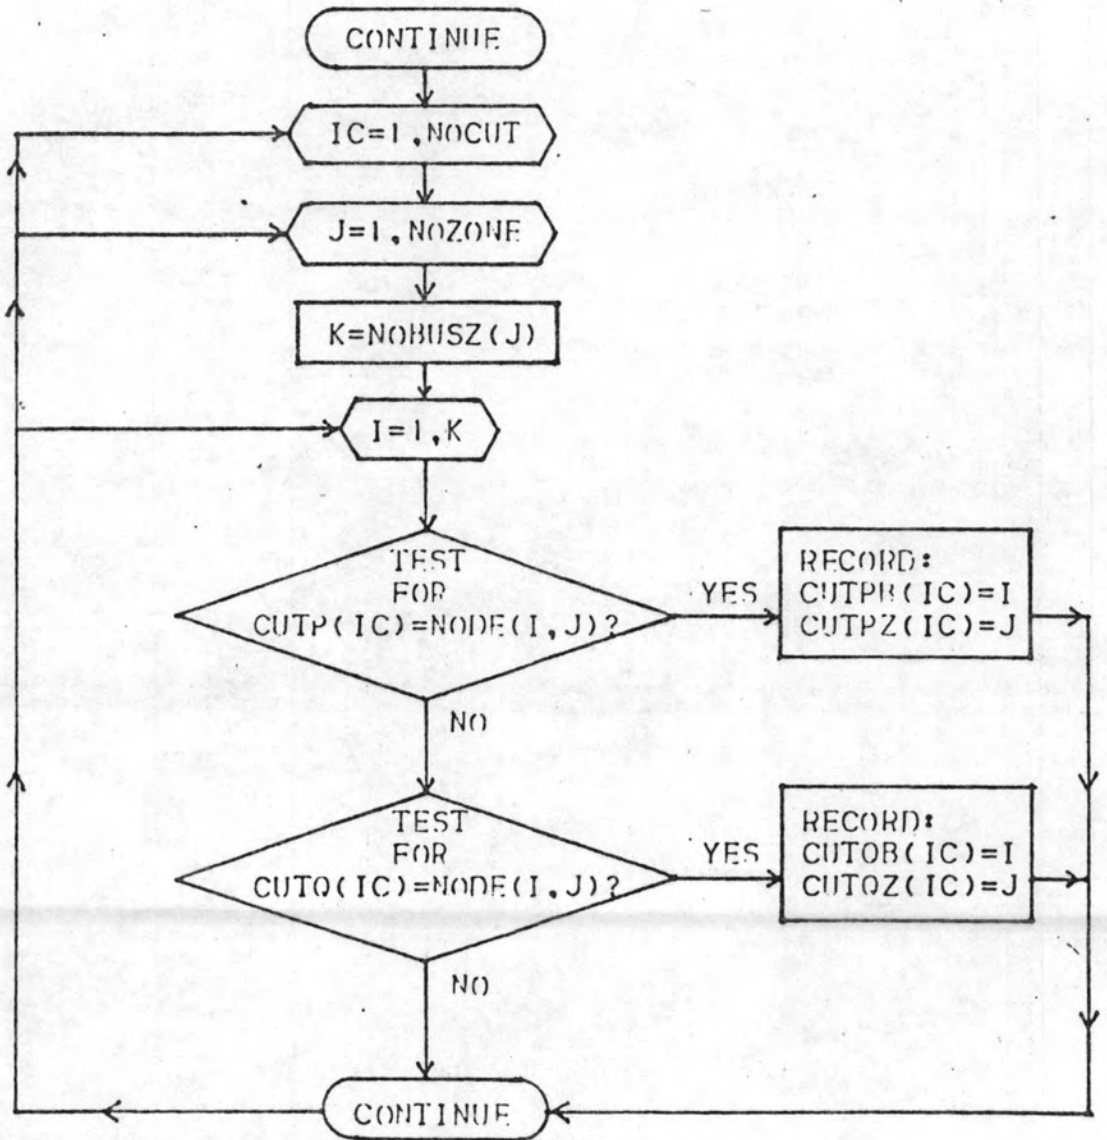 CONTINUE
IC=1,NOCUT
J=1,NOZONE
K=NOBUSZ(J)
I=1,K
TEST
FOR
CUTP(IC)=NODE(I,J)?
YES
RECORD:
CUTPB(IC)=I
CUTPZ(IC)=J
NO
TEST
FOR
CUTQ(IC)=NODE(I,J)?
YES
RECORD:
CUTQB(IC)=I
CUTQZ(IC)=J
NO
CONTINUE